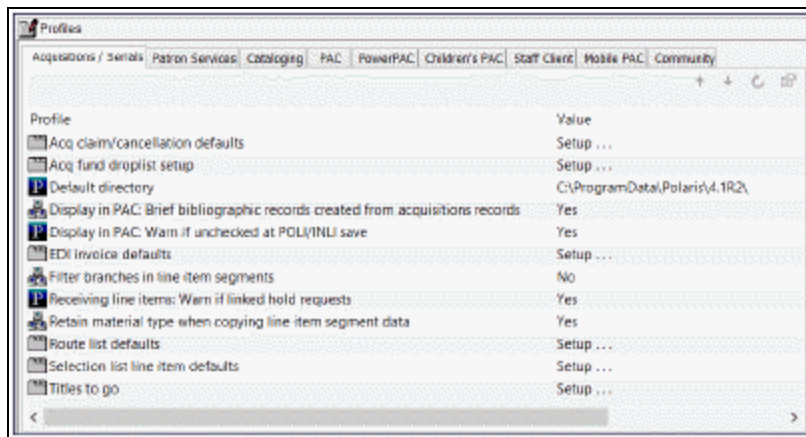 Profiles
Acquisitions / Serials Patron Services Cataloging PAC PowerPAC Children's PAC Staff Client Mobile PAC Community
Profile Value
Acq claim/cancellation defaults Setup ...
Acq fund droplist setup Setup ...
Default directory C:\ProgramData\Polaris\4.1R2\
Display in PAC: Brief bibliographic records created from acquisitions records Yes
Display in PAC: Warn if unchecked at POLI/INLI save Yes
EDI invoice defaults Setup ...
Filter branches in line item segments No
Receiving line items: Warn if linked hold requests Yes
Retain material type when copying line item segment data Yes
Route list defaults Setup ...
Selection list line item defaults Setup ...
Titles to go Setup ...